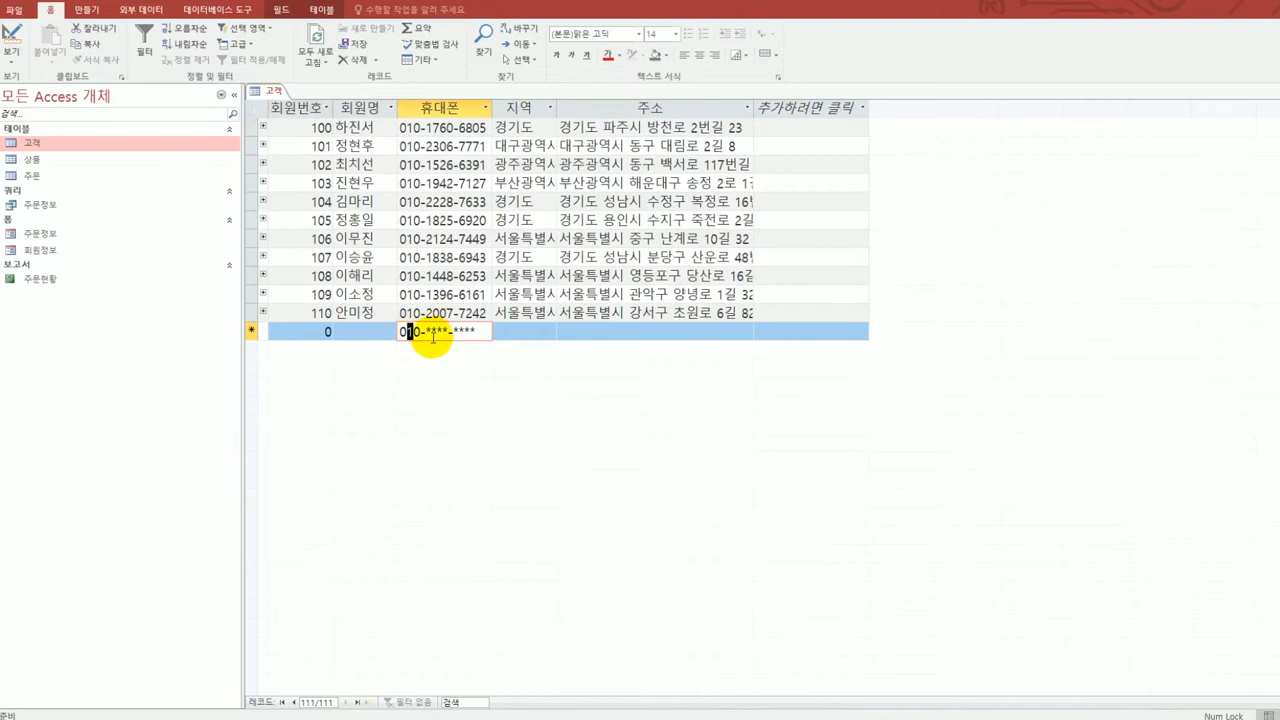 파일 홈 만들기 외부 데이터 데이터베이스 도구 필드 테이블 수행할 작업을 알려 주세요.
잘라내기 오름차순 선택 영역 새로 만들기 요약 바꾸기 (본문)맑은 고딕 14
보기 붙여넣기 복사 필터 내림차순 고급 모두 새로 고침 저장 맞춤법 검사 찾기 이동 가 가 가 가
서식 복사 정렬 제거 필터 적용/해제 삭제 기타 선택
보기 클립보드 정렬 및 필터 레코드 찾기 텍스트 서식
모든 Access 개체
검색...
테이블
고객
상품
주문
쿼리
주문정보
폼
주문정보
회원정보
보고서
주문현황
고객
회원번호 회원명 휴대폰 지역 주소 추가하려면 클릭
100 하진서 010-1760-6805 경기도 경기도 파주시 방천로 2번길 23
101 정현후 010-2306-7771 대구광역시 대구광역시 동구 대림로 2길 8
102 최치선 010-1526-6391 광주광역시 광주광역시 동구 백서로 117번길
103 진현우 010-1942-7127 부산광역시 부산광역시 해운대구 송정 2로
104 김마리 010-2228-7633 경기도 경기도 성남시 수정구 복정로
105 정홍일 010-1825-6920 경기도 경기도 용인시 수지구 죽전로
106 이무진 010-2124-7449 서울특별시 서울특별시 중구 난계로 10길 32
107 이승윤 010-1838-6943 경기도 경기도 성남시 분당구 산운로
108 이해리 010-1448-6253 서울특별시 서울특별시 영등포구 당산로
109 이소정 010-1396-6161 서울특별시 서울특별시 관악구 양녕로 1길
110 안미정 010-2007-7242 서울특별시 서울특별시 강서구 초원로 6길
* 0 010-****-****
레코드: 111/111 필터 없음 검색
준비 Num Lock